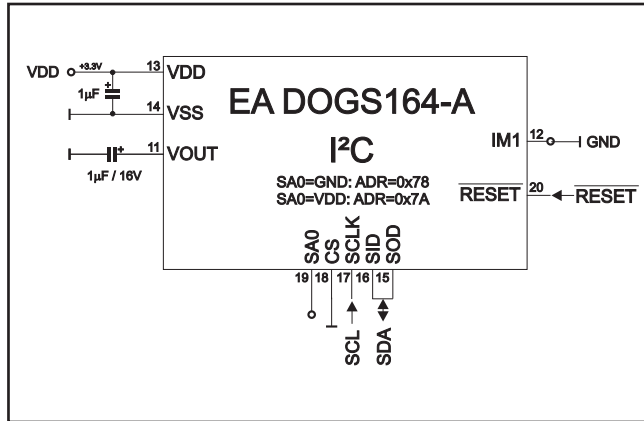 VDD
+3.3V
13
VDD
1µF
+
14
VSS
11
VOUT
+
1µF / 16V
EA DOGS164-A
I²C
SA0=GND: ADR=0x78
SA0=VDD: ADR=0x7A
IM1
12
GND
RESET
20
RESET
SA0
CS
SCLK
SID
SOD
19
18
17
16
15
SCL
SDA